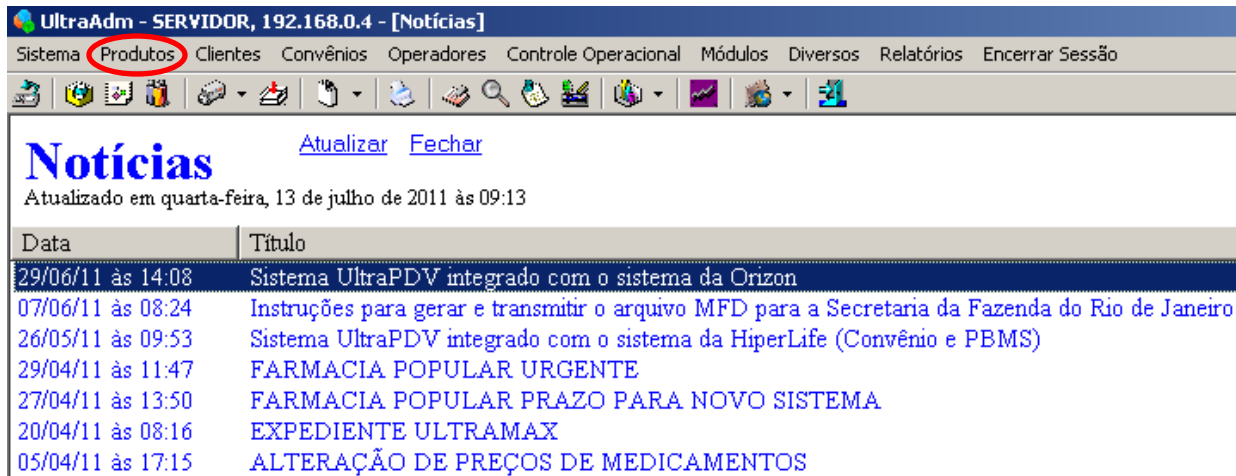 UltraAdm - SERVIDOR, 192.168.0.4 - [Notícias]
Sistema Produtos Clientes Convênios Operadores Controle Operacional Módulos Diversos Relatórios Encerrar Sessão
Notícias Atualizar Fechar
Atualizado em quarta-feira, 13 de julho de 2011 às 09:13
Data Título
29/06/11 às 14:08 Sistema UltraPDV integrado com o sistema da Orizon
07/06/11 às 08:24 Instruções para gerar e transmitir o arquivo MFD para a Secretaria da Fazenda do Rio de Janeiro
26/05/11 às 09:53 Sistema UltraPDV integrado com o sistema da HiperLife (Convênio e PBMS)
29/04/11 às 11:47 FARMACIA POPULAR URGENTE
27/04/11 às 13:50 FARMACIA POPULAR PRAZO PARA NOVO SISTEMA
20/04/11 às 08:16 EXPEDIENTE ULTRAMAX
05/04/11 às 17:15 ALTERAÇÃO DE PREÇOS DE MEDICAMENTOS